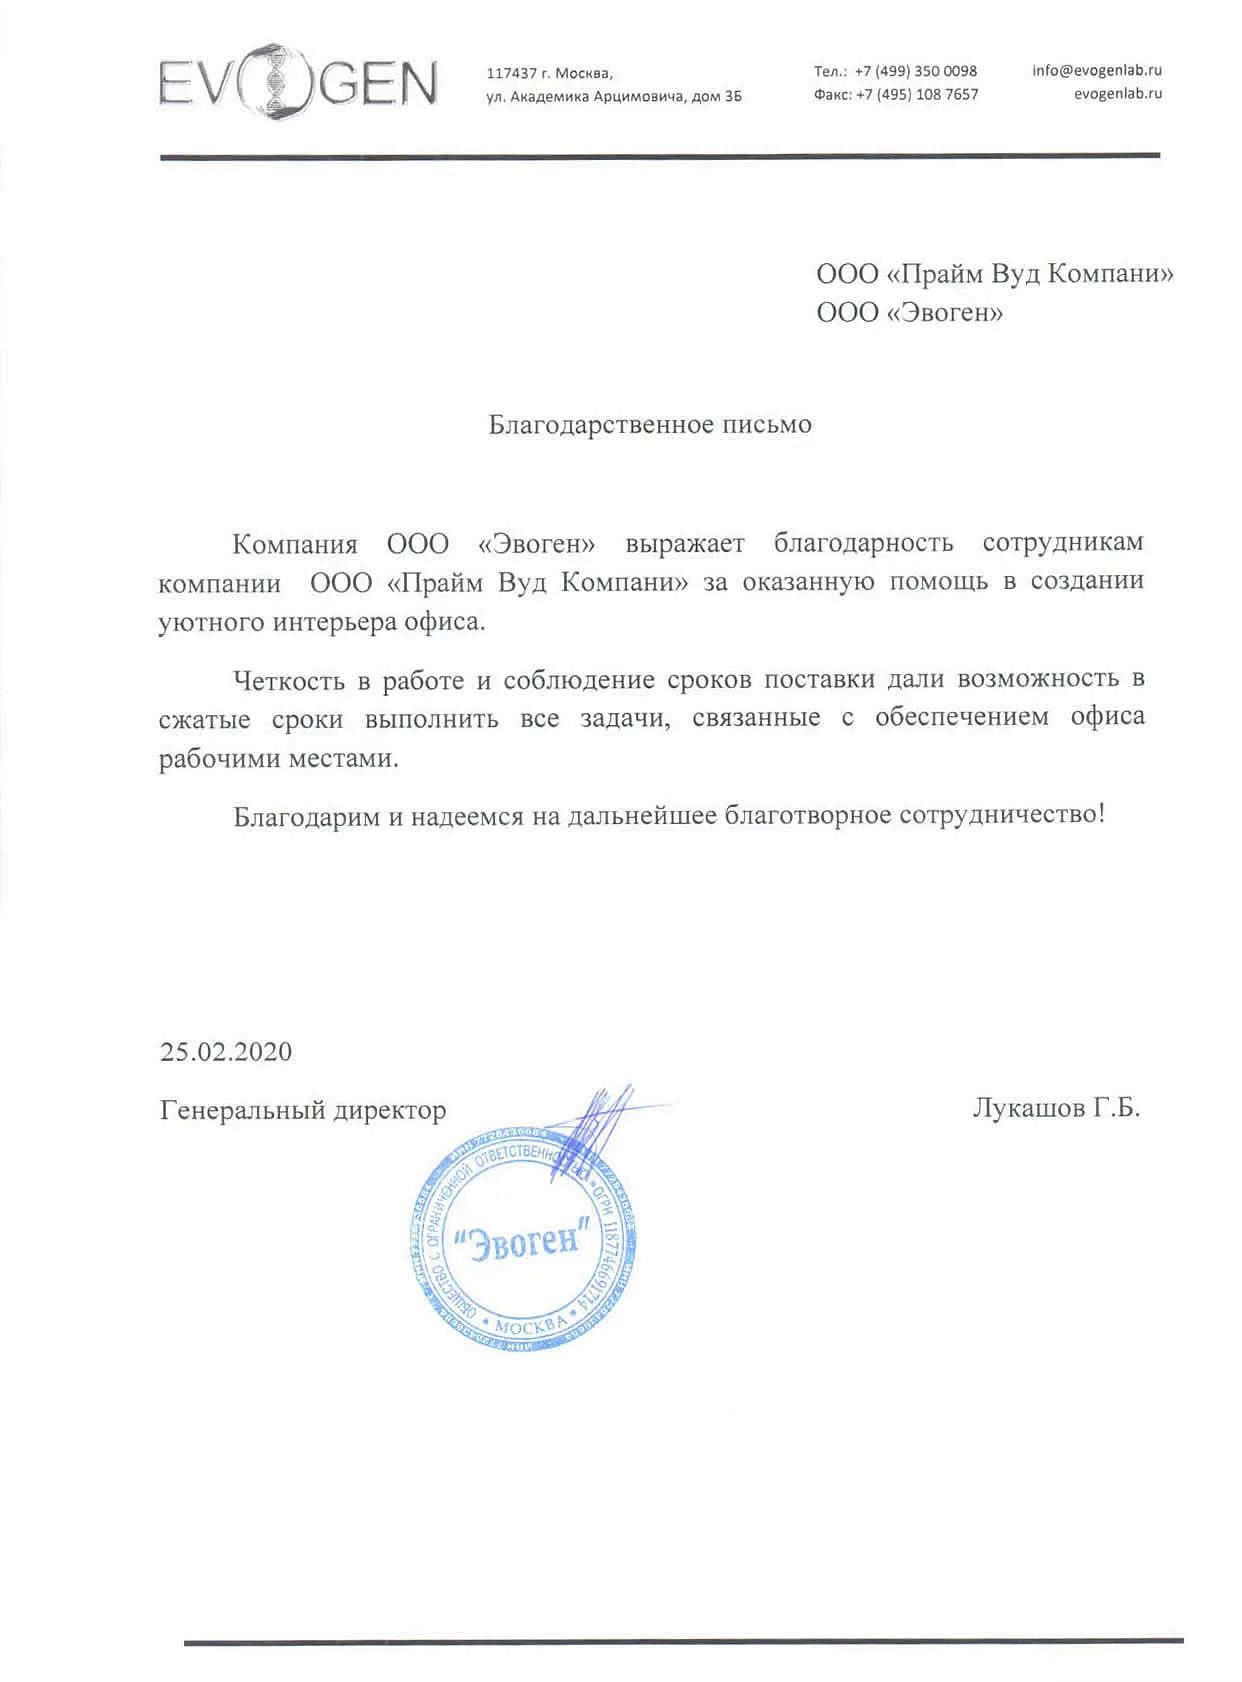 EVOGEN
117437 г. Москва,
ул. Академика Арцимовича, дом 3Б
Тел.: +7 (499) 350 0098
Факс: +7 (495) 108 7657
info@evogenlab.ru
evogenlab.ru
ООО «Прайм Вуд Компани»
ООО «Эвоген»
Благодарственное письмо
Компания ООО «Эвоген» выражает благодарность сотрудникам
компании ООО «Прайм Вуд Компани» за оказанную помощь в создании
уютного интерьера офиса.
Четкость в работе и соблюдение сроков поставки дали возможность в
сжатые сроки выполнить все задачи, связанные с обеспечением офиса
рабочими местами.
Благодарим и надеемся на дальнейшее благотворное сотрудничество!
25.02.2020
Генеральный директор
Лукашов Г.Б.
ОБЩЕСТВО С ОГРАНИЧЕННОЙ ОТВЕТСТВЕННОСТЬЮ * ОГРН 1187746691714 *
"Эвоген"
* МОСКВА *